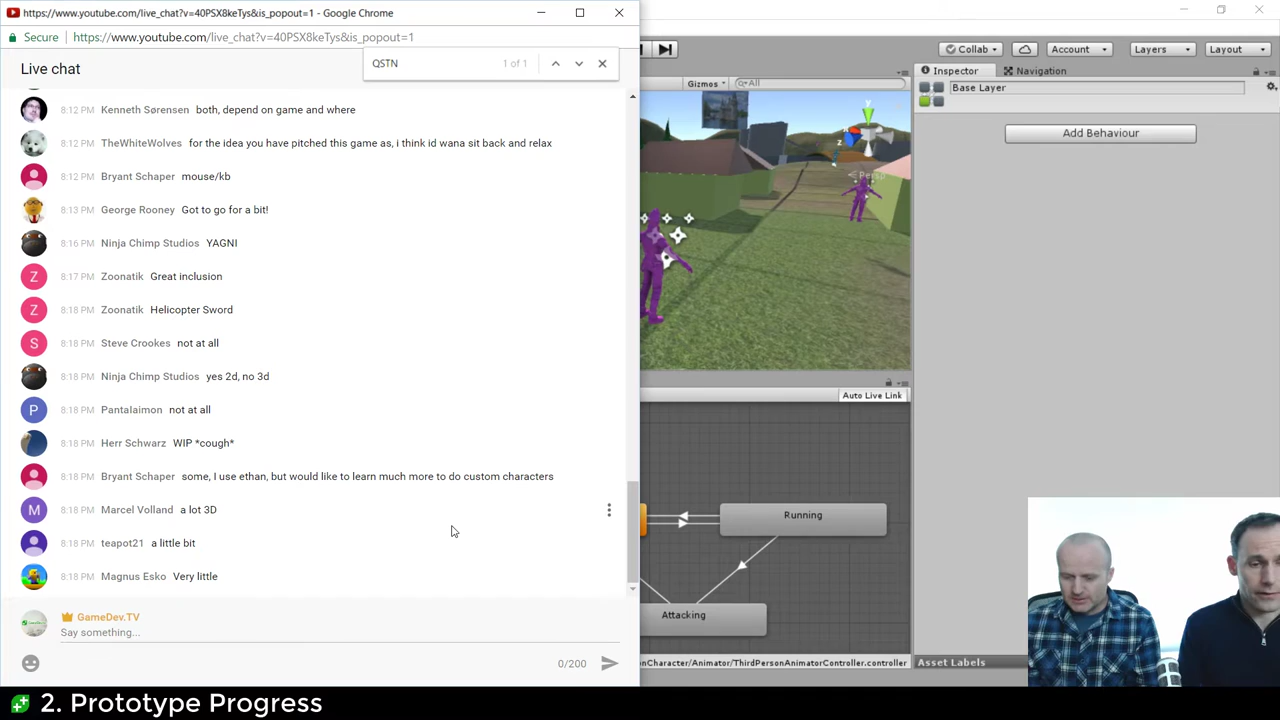 https://www.youtube.com/live_chat?v=40PSX8keTys&is_popout=1 - Google Chrome
Secure https://www.youtube.com/live_chat?v=40PSX8keTys&is_popout=1
QSTN 1 of 1
Live chat
8:12 PM Kenneth Sørensen both, depend on game and where
8:12 PM TheWhiteWolves for the idea you have pitched this game as, i think id wana sit back and relax
8:12 PM Bryant Schaper mouse/kb
8:13 PM George Rooney Got to go for a bit!
8:16 PM Ninja Chimp Studios YAGNI
8:17 PM Zoonatik Great inclusion
8:18 PM Zoonatik Helicopter Sword
8:18 PM Steve Crookes not at all
8:18 PM Ninja Chimp Studios yes 2d, no 3d
8:18 PM Pantalaimon not at all
8:18 PM Herr Schwarz WIP *cough*
8:18 PM Bryant Schaper some, I use ethan, but would like to learn much more to do custom characters
8:18 PM Marcel Volland a lot 3D
8:18 PM teapot21 a little bit
8:18 PM Magnus Esko Very little
GameDev.TV
Say something...
0/200
Z
Z
S
P
M
Collab Account Layers Layout
Gizmos All
y
z
Persp
Inspector Navigation
Base Layer
Add Behaviour
Auto Live Link
Running
Attacking
onCharacter/Animator/ThirdPersonAnimatorController.controller
Asset Labels
2. Prototype Progress